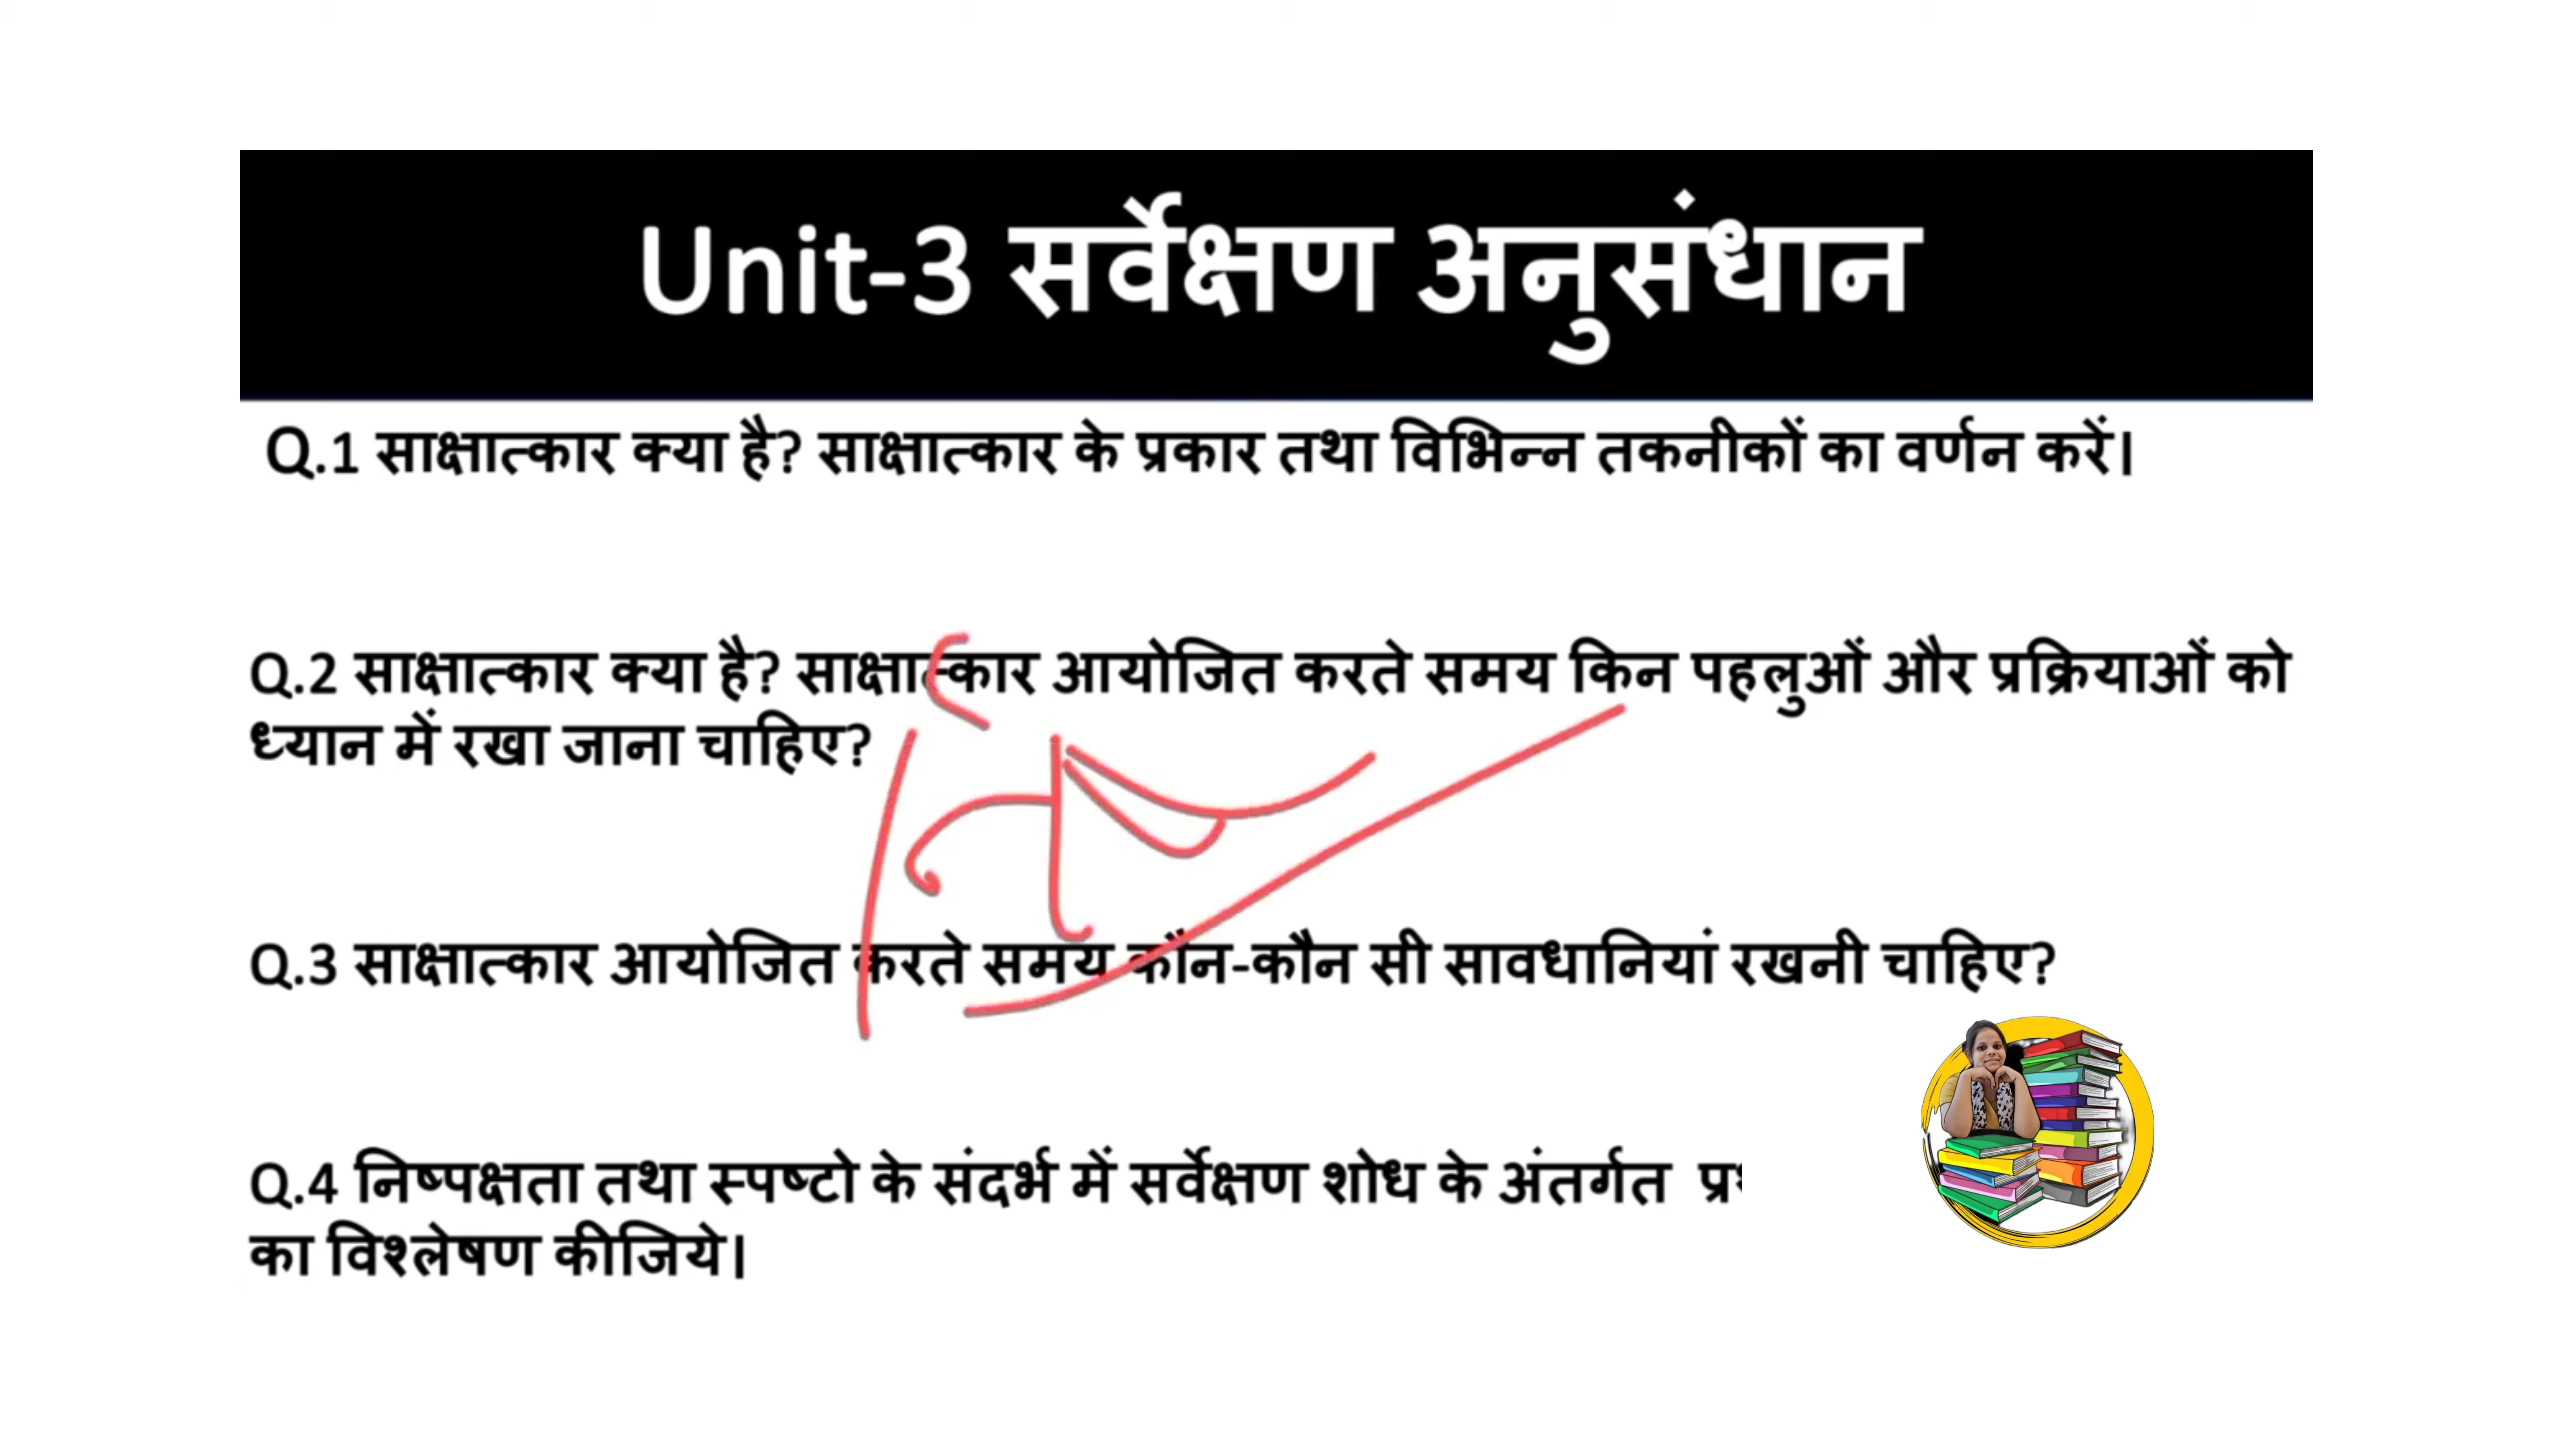 Unit-3 सर्वेक्षण अनुसंधान
Q.1 साक्षात्कार क्या है? साक्षात्कार के प्रकार तथा विभिन्न तकनीकों का वर्णन करें।
Q.2 साक्षात्कार क्या है? साक्षात्कार आयोजित करते समय किन पहलुओं और प्रक्रियाओं को
ध्यान में रखा जाना चाहिए?
Q.3 साक्षात्कार आयोजित करते समय कौन-कौन सी सावधानियां रखनी चाहिए?
Q.4 निष्पक्षता तथा स्पष्टो के संदर्भ में सर्वेक्षण शोध के अंतर्गत
का विश्लेषण कीजिये।